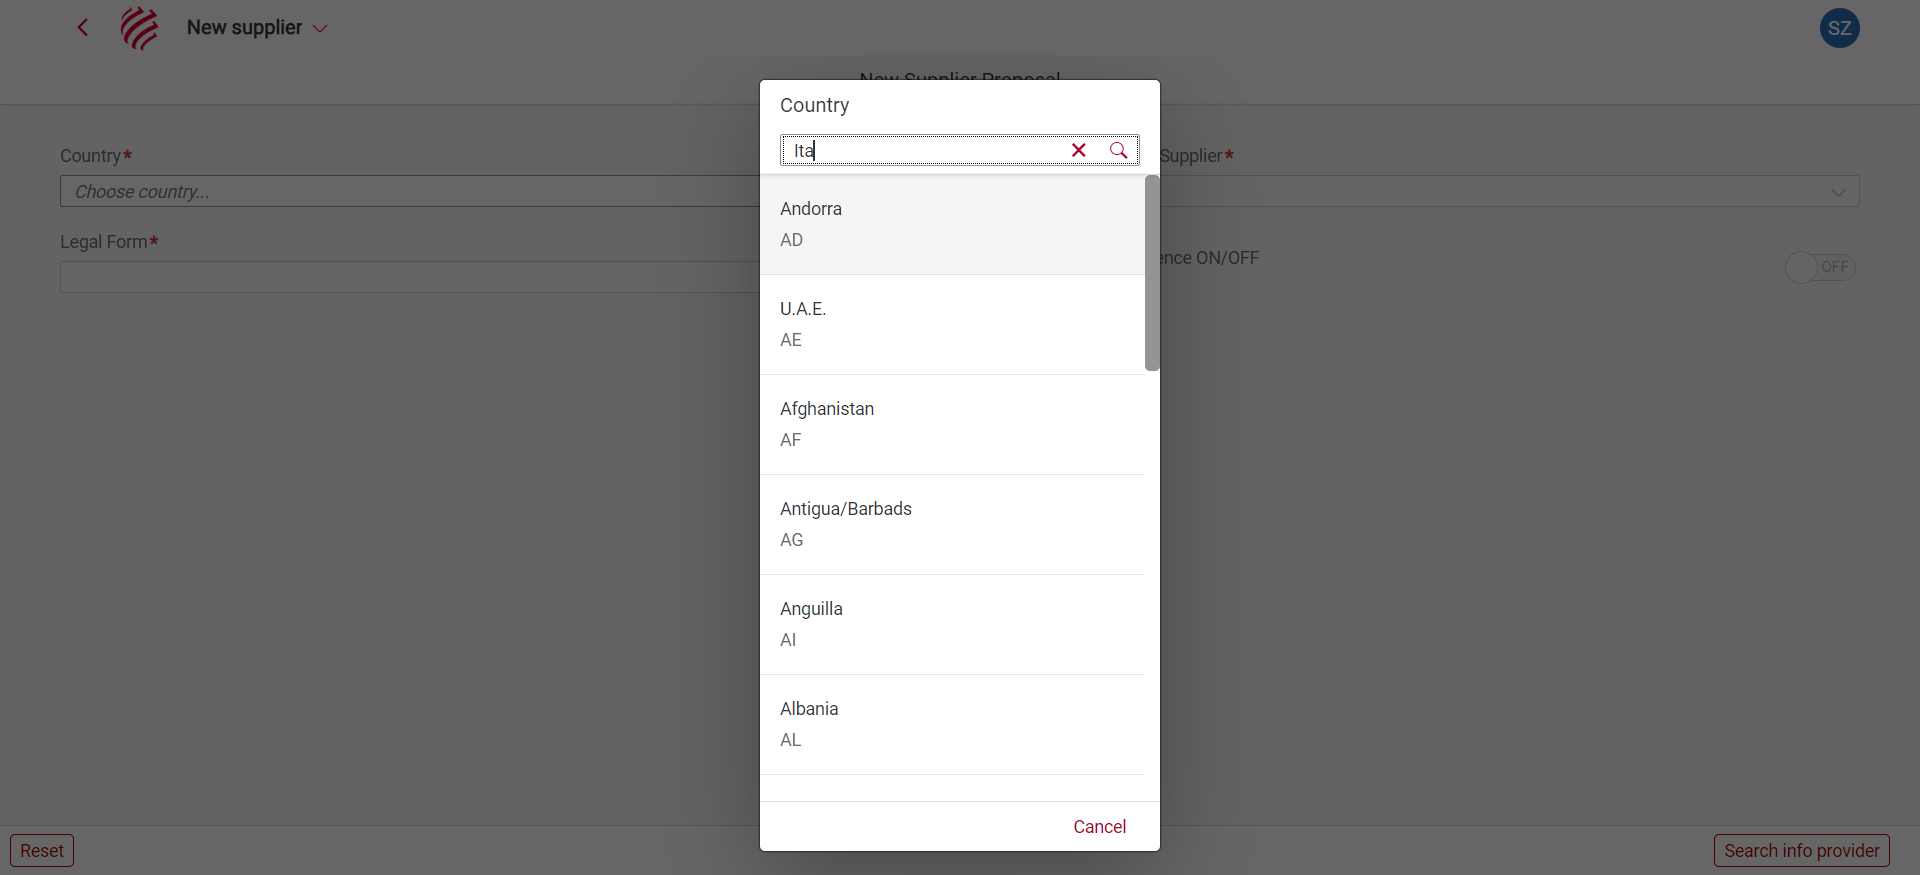 New supplier
SZ
New Supplier Proposal
Country
Ita
Country*
Supplier*
Choose country...
Legal Form*
ence ON/OFF
OFF
Andorra
AD
U.A.E.
AE
Afghanistan
AF
Antigua/Barbads
AG
Anguilla
AI
Albania
AL
Cancel
Reset
Search info provider